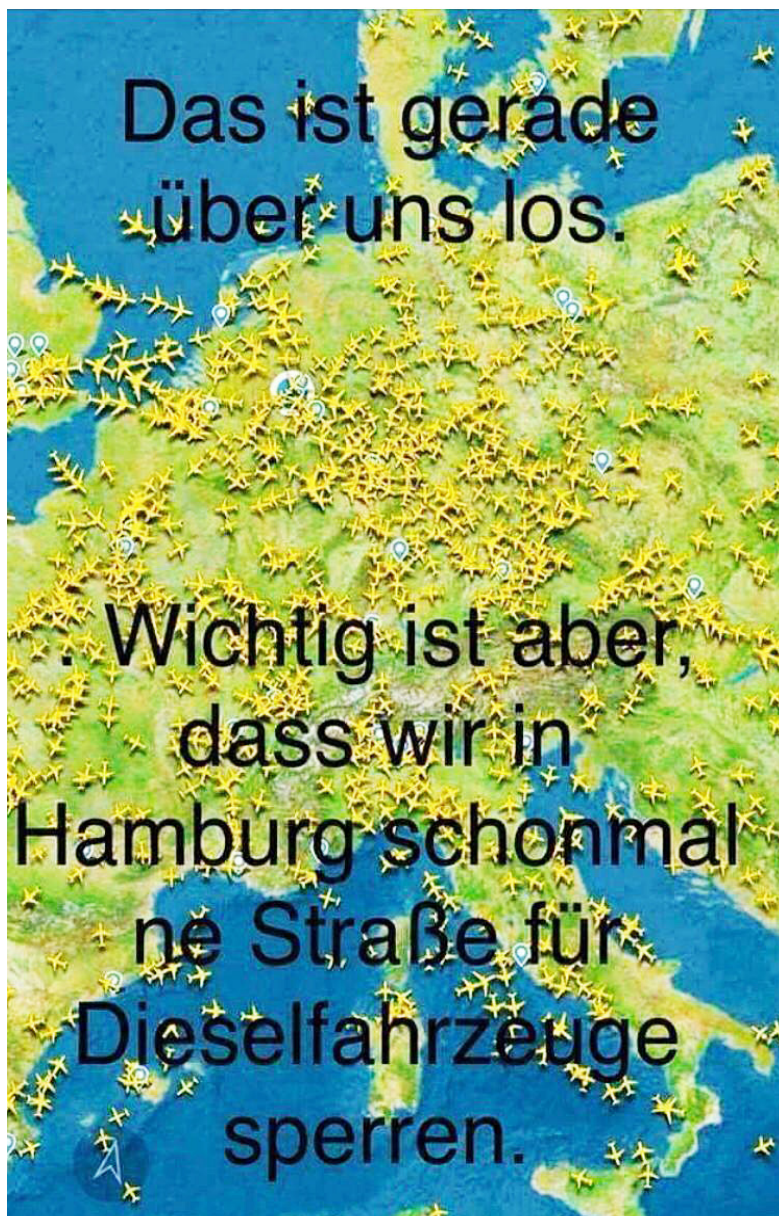 Das ist gerade
über uns los.
. Wichtig ist aber,
dass wir in
Hamburg schonmal
ne Straße für
Dieselfahrzeuge
sperren.